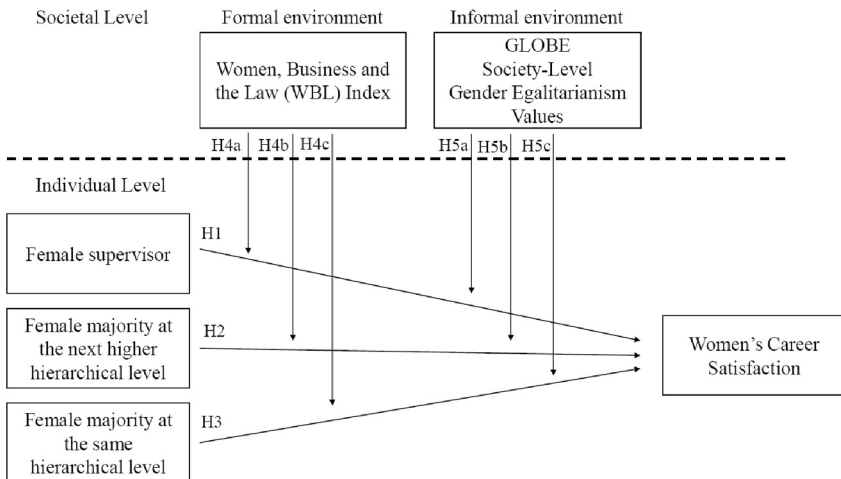 Societal Level
Formal environment
Informal environment
Women, Business and
the Law (WBL) Index
GLOBE
Society-Level
Gender Egalitarianism
Values
H4a
H4b
H4c
H5a
H5b
H5c
Individual Level
Female supervisor
H1
Female majority at
the next higher
hierarchical level
H2
Women’s Career
Satisfaction
Female majority at
the same
hierarchical level
H3